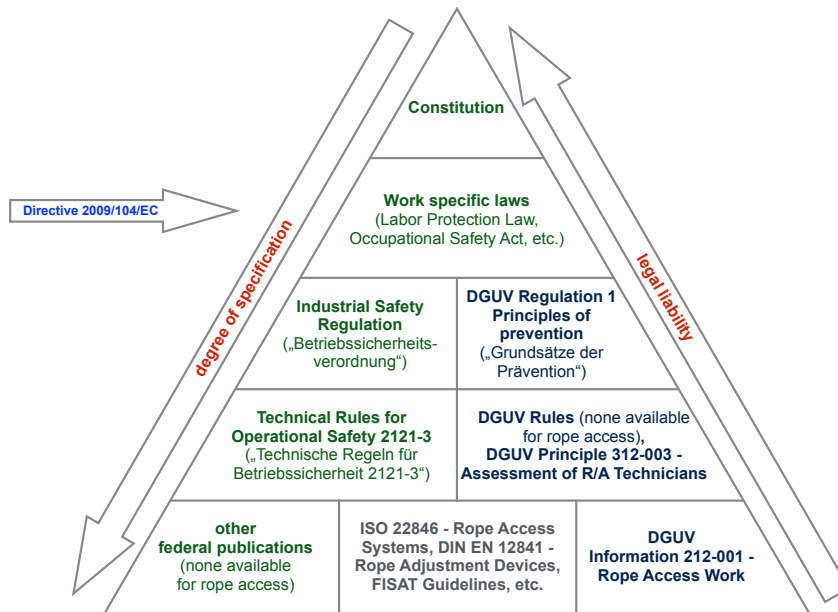 Constitution
Work specific laws
(Labor Protection Law,
Occupational Safety Act, etc.)
Directive 2009/104/EC
degree of specification
legal liability
Industrial Safety
Regulation
(„Betriebssicherheits-
verordnung“)
DGUV Regulation 1
Principles of
prevention
(„Grundsätze der
Prävention“)
Technical Rules for
Operational Safety 2121-3
(„Technische Regeln für
Betriebssicherheit 2121-3“)
DGUV Rules (none available
for rope access),
DGUV Principle 312-003 -
Assessment of R/A Technicians
other
federal publications
(none available
for rope access)
ISO 22846 - Rope Access
Systems, DIN EN 12841 -
Rope Adjustment Devices,
FISAT Guidelines, etc.
DGUV
Information 212-001 -
Rope Access Work